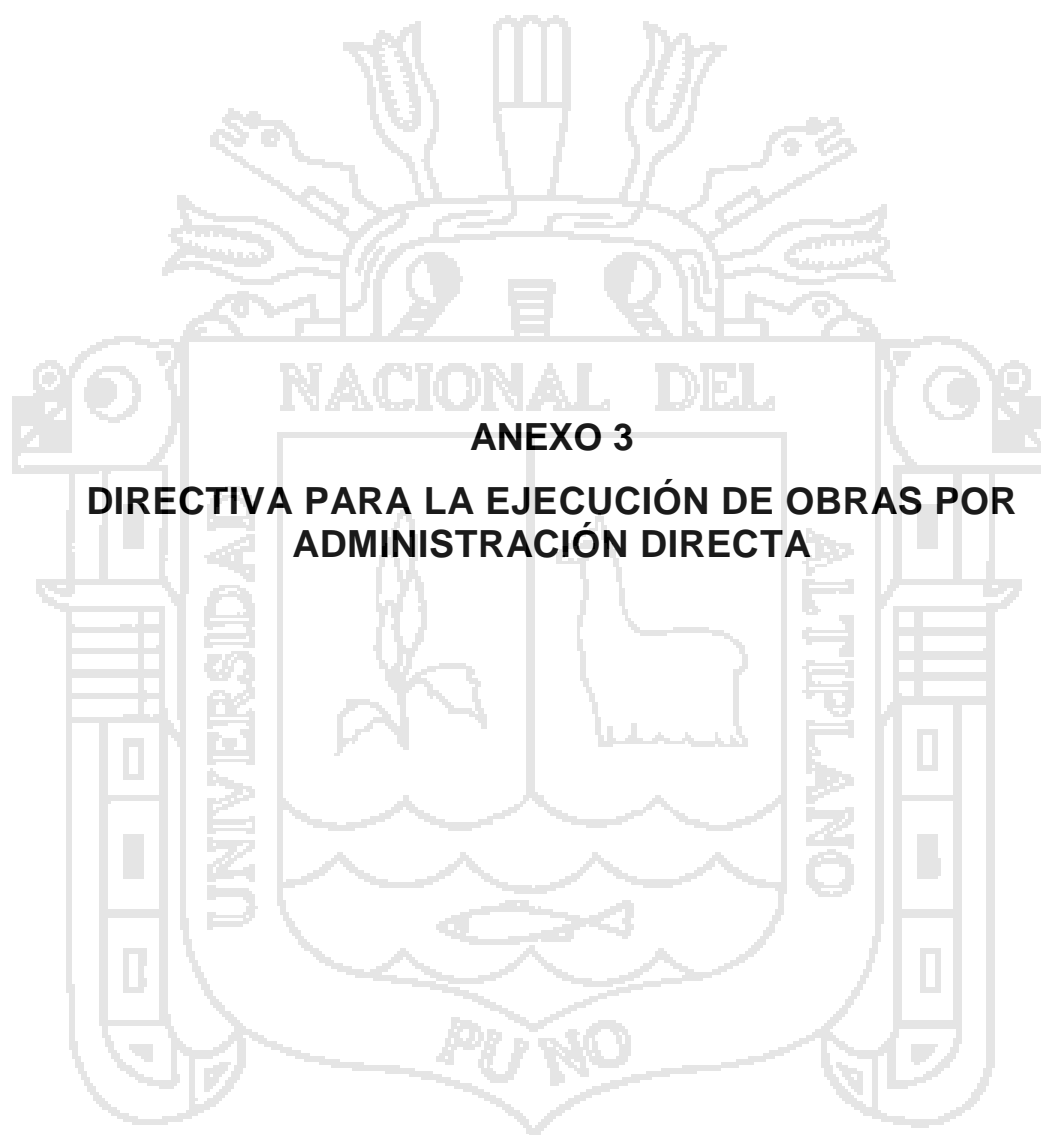 NACIONAL DEL
ANEXO 3
DIRECTIVA PARA LA EJECUCIÓN DE OBRAS POR
ADMINISTRACIÓN DIRECTA
UNIVERSIDAD
ALTIPLANO
PUNO